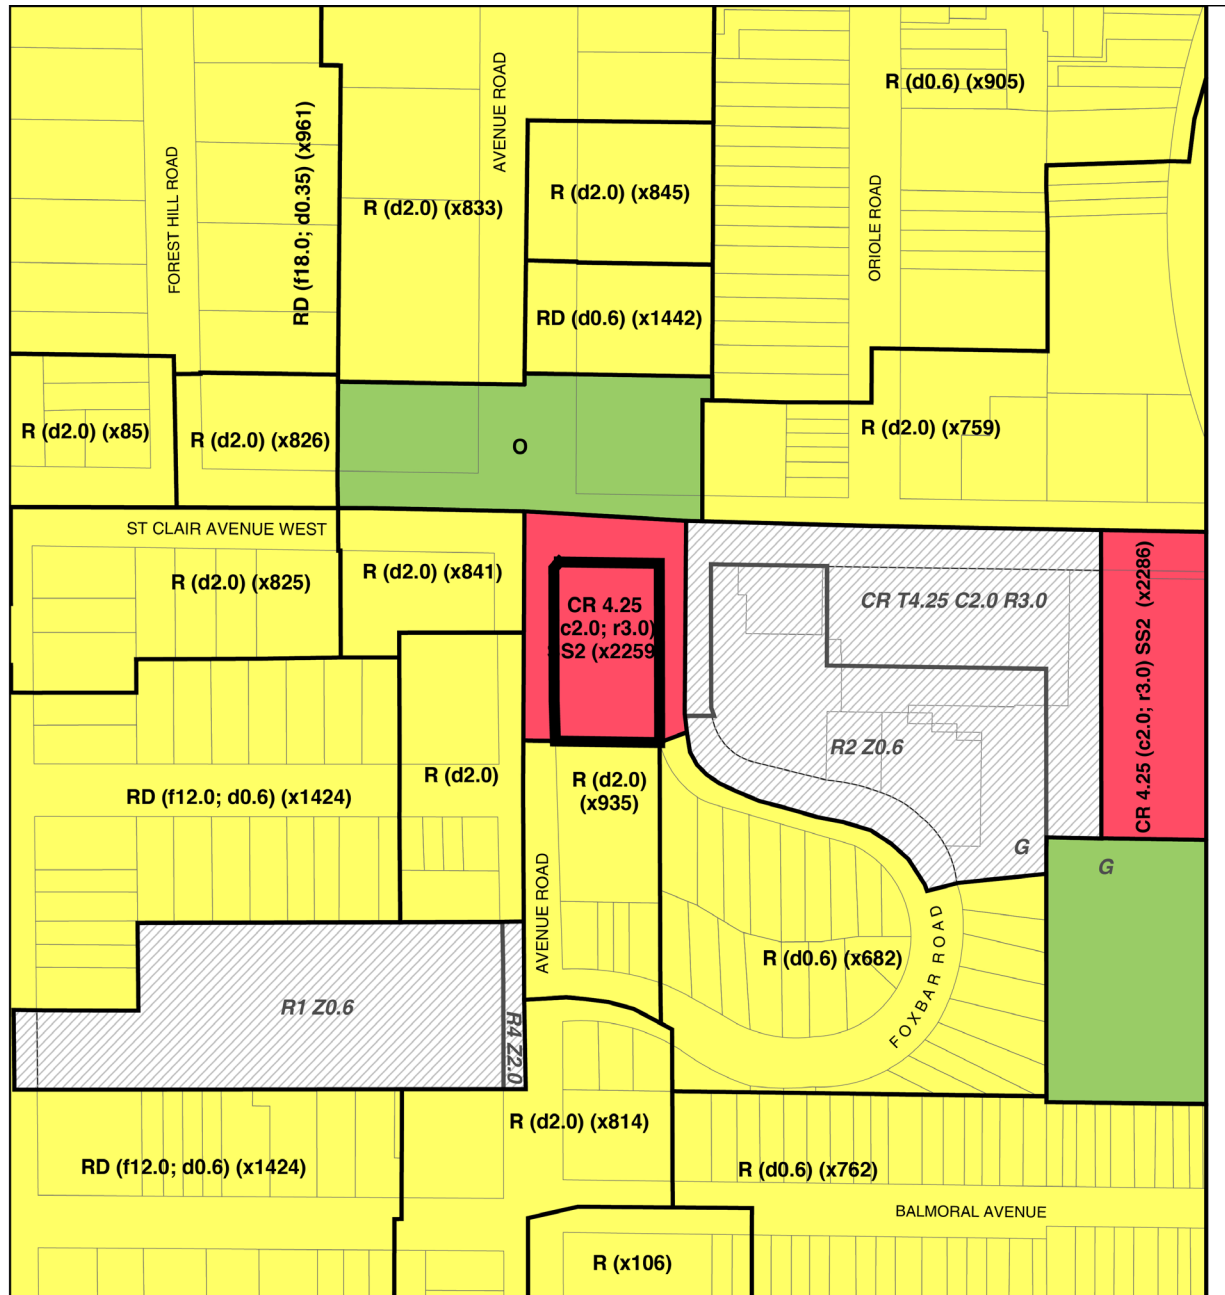 AVENUE ROAD
R (d0.6) (x905)
FOREST HILL ROAD
RD (f18.0; d0.35) (x961)
R (d2.0) (x833)
R (d2.0) (x845)
ORIOLE ROAD
RD (d0.6) (x1442)
R (d2.0) (x85)
R (d2.0) (x826)
O
R (d2.0) (x759)
ST CLAIR AVENUE WEST
R (d2.0) (x825)
R (d2.0) (x841)
CR 4.25
c2.0; r3.0)
SS2 (x2259
CR T4.25 C2.0 R3.0
CR 4.25 (c2.0; r3.0) SS2 (x2286)
R2 Z0.6
R (d2.0)
R (d2.0)
(x935)
RD (f12.0; d0.6) (x1424)
G
G
AVENUE ROAD
R (d0.6) (x682)
FOXBAR ROAD
R1 Z0.6
R4 Z2.0
R (d2.0) (x814)
RD (f12.0; d0.6) (x1424)
R (d0.6) (x762)
BALMORAL AVENUE
R (x106)